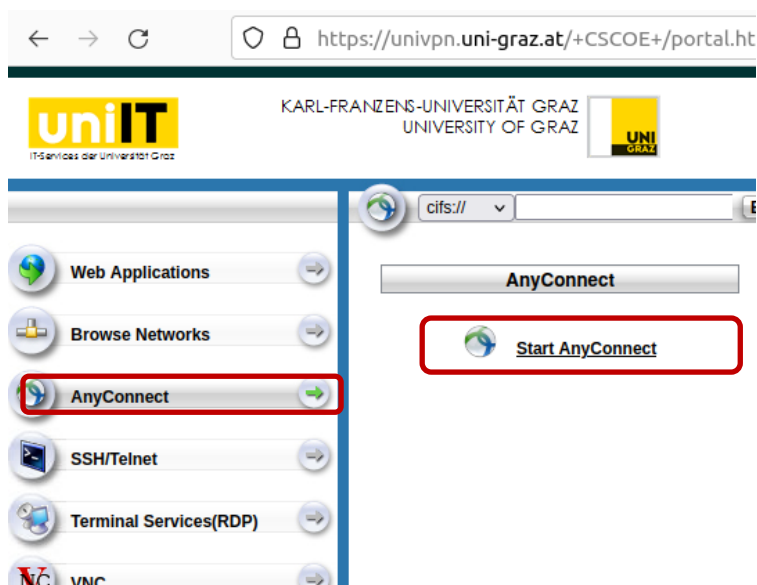 https://univpn.uni-graz.at/+CSCOE+/portal.ht
uniIT
IT-Services der Universität Graz
KARL-FRANZENS-UNIVERSITÄT GRAZ
UNIVERSITY OF GRAZ
UNI
GRAZ
cifs://
Web Applications
Browse Networks
AnyConnect
SSH/Telnet
Terminal Services(RDP)
VNC
AnyConnect
Start AnyConnect